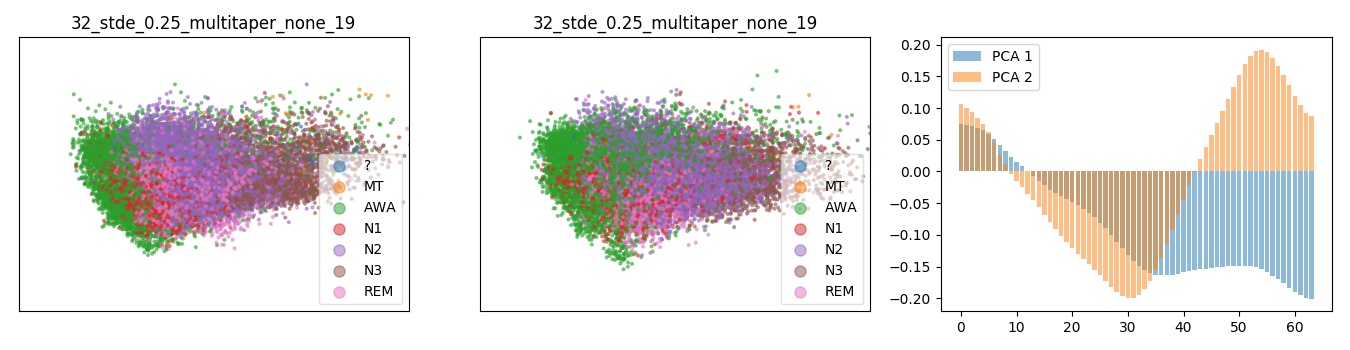 32_stde_0.25_multitaper_none_19
?
MT
AWA
N1
N2
N3
REM
32_stde_0.25_multitaper_none_19
?
MT
AWA
N1
N2
N3
REM
PCA 1
PCA 2
0.20
0.15
0.10
0.05
0.00
−0.05
−0.10
−0.15
−0.20
0 10 20 30 40 50 60